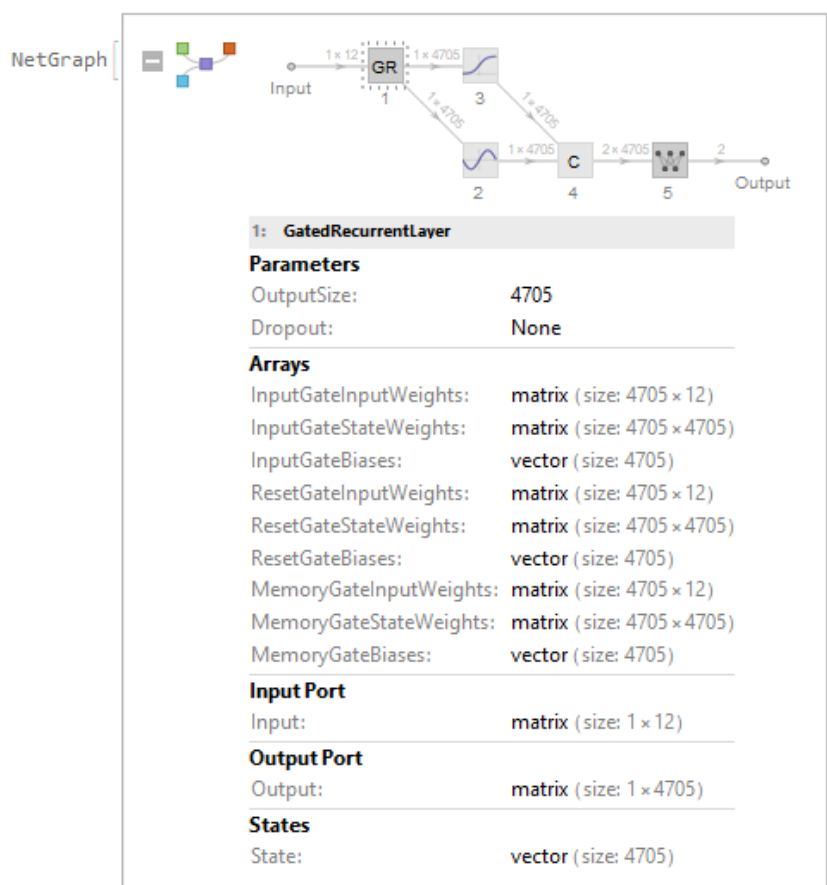 NetGraph
Input
1 × 12
GR
1
1 × 4705
3
1 × 4705
1 × 4705
2
1 × 4705
C
4
2 × 4705
5
2
Output
1: GatedRecurrentLayer
Parameters
OutputSize: 4705
Dropout: None
Arrays
InputGateInputWeights: matrix (size: 4705 × 12)
InputGateStateWeights: matrix (size: 4705 × 4705)
InputGateBiases: vector (size: 4705)
ResetGateInputWeights: matrix (size: 4705 × 12)
ResetGateStateWeights: matrix (size: 4705 × 4705)
ResetGateBiases: vector (size: 4705)
MemoryGateInputWeights: matrix (size: 4705 × 12)
MemoryGateStateWeights: matrix (size: 4705 × 4705)
MemoryGateBiases: vector (size: 4705)
Input Port
Input: matrix (size: 1 × 12)
Output Port
Output: matrix (size: 1 × 4705)
States
State: vector (size: 4705)